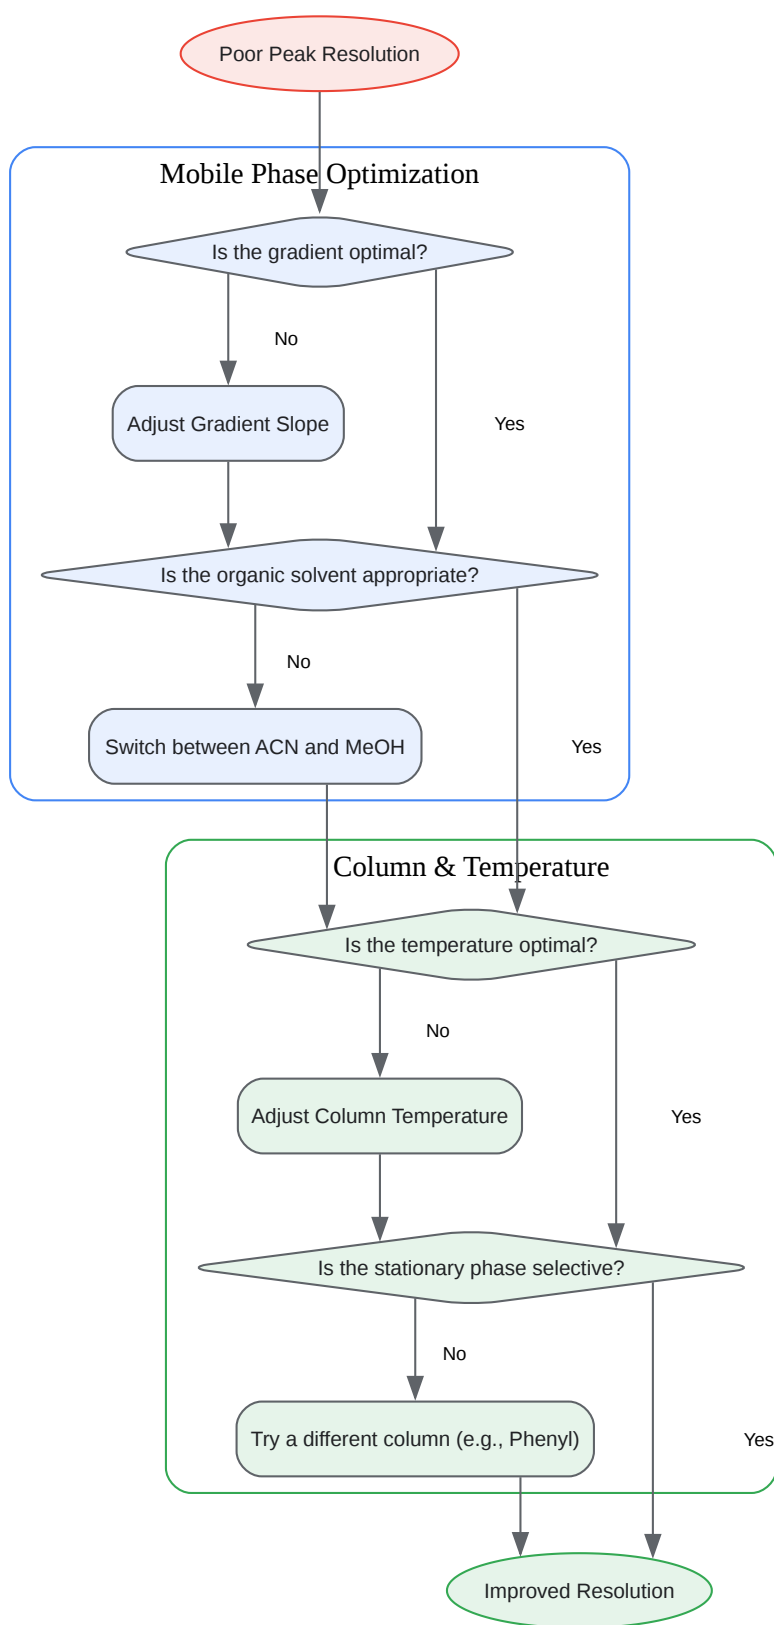 Poor Peak Resolution
Mobile Phase Optimization
Is the gradient optimal?
No
Adjust Gradient Slope
Yes
Is the organic solvent appropriate?
No
Switch between ACN and MeOH
Yes
Column & Temperature
Is the temperature optimal?
No
Adjust Column Temperature
Yes
Is the stationary phase selective?
No
Try a different column (e.g., Phenyl)
Yes
Improved Resolution